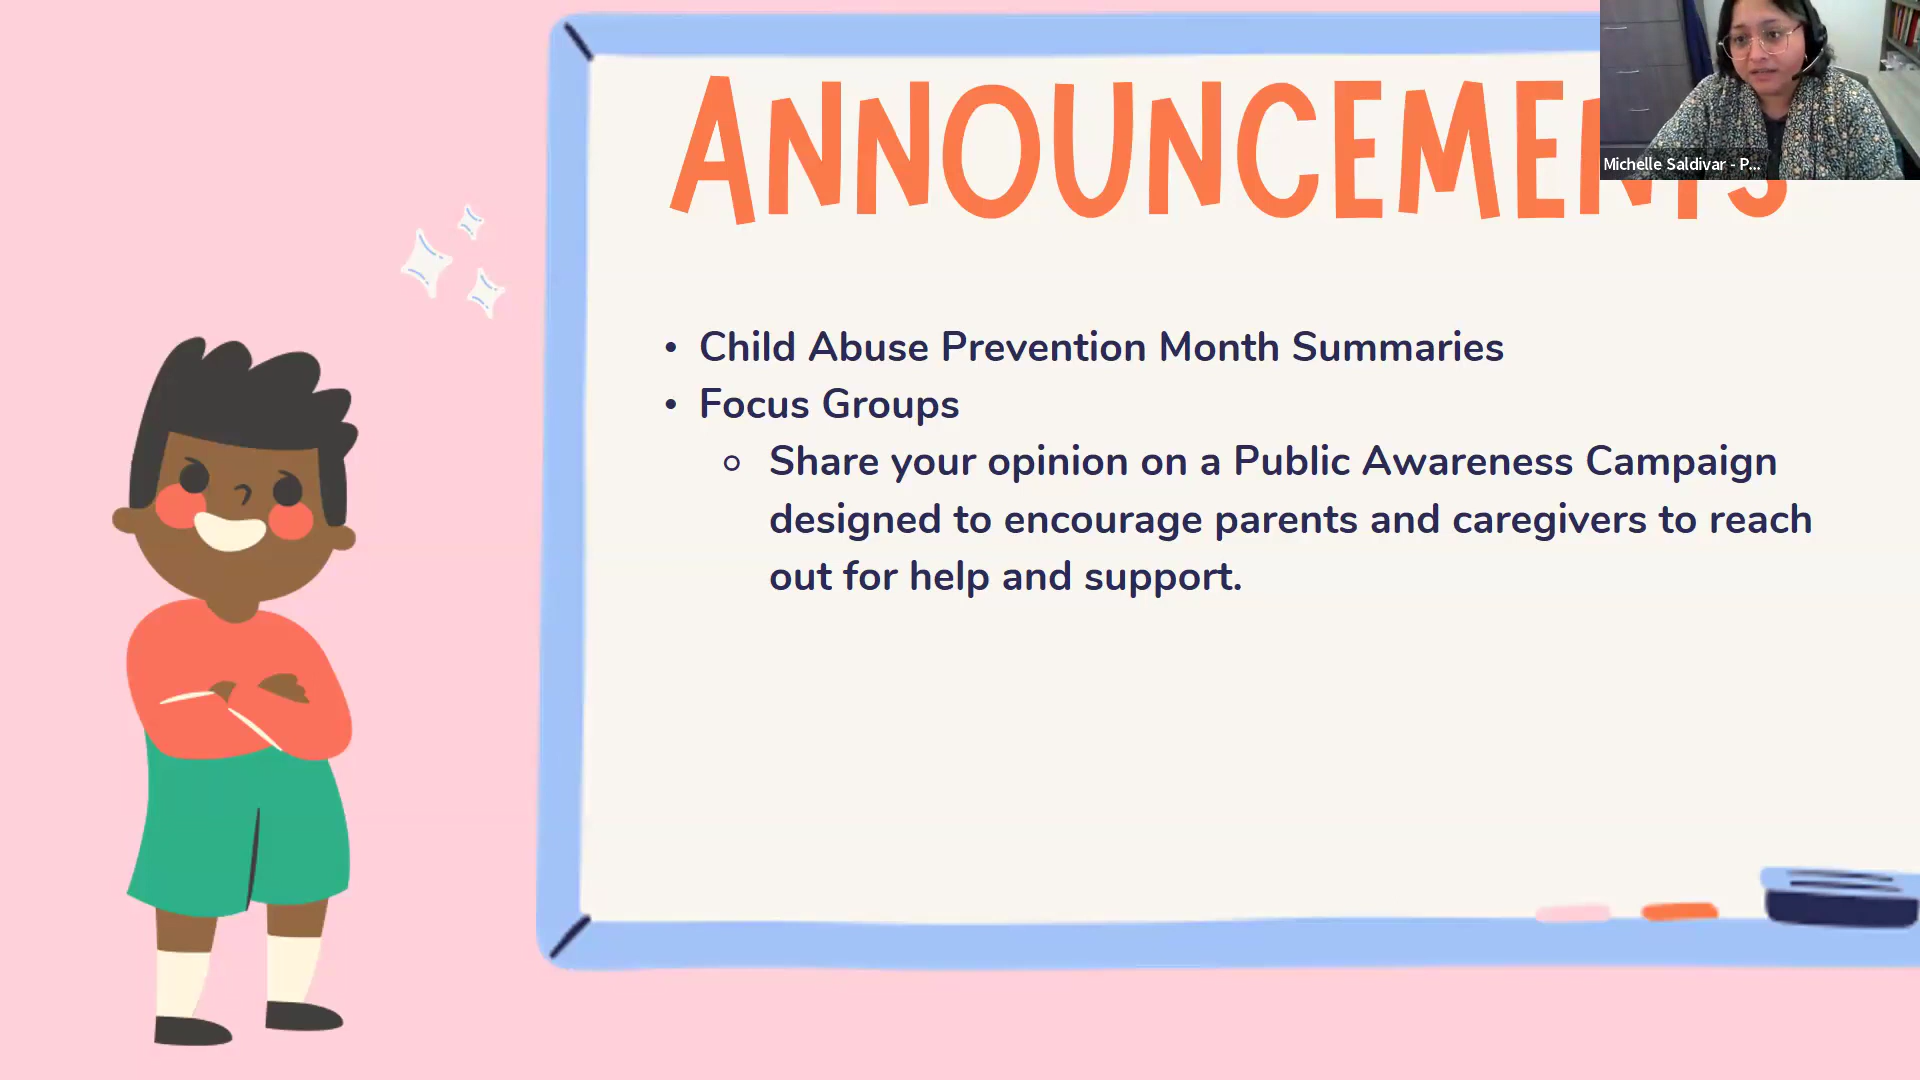 ANNOUNCEMENTS
Michelle Saldivar - P...
• Child Abuse Prevention Month Summaries
• Focus Groups
○ Share your opinion on a Public Awareness Campaign
designed to encourage parents and caregivers to reach
out for help and support.